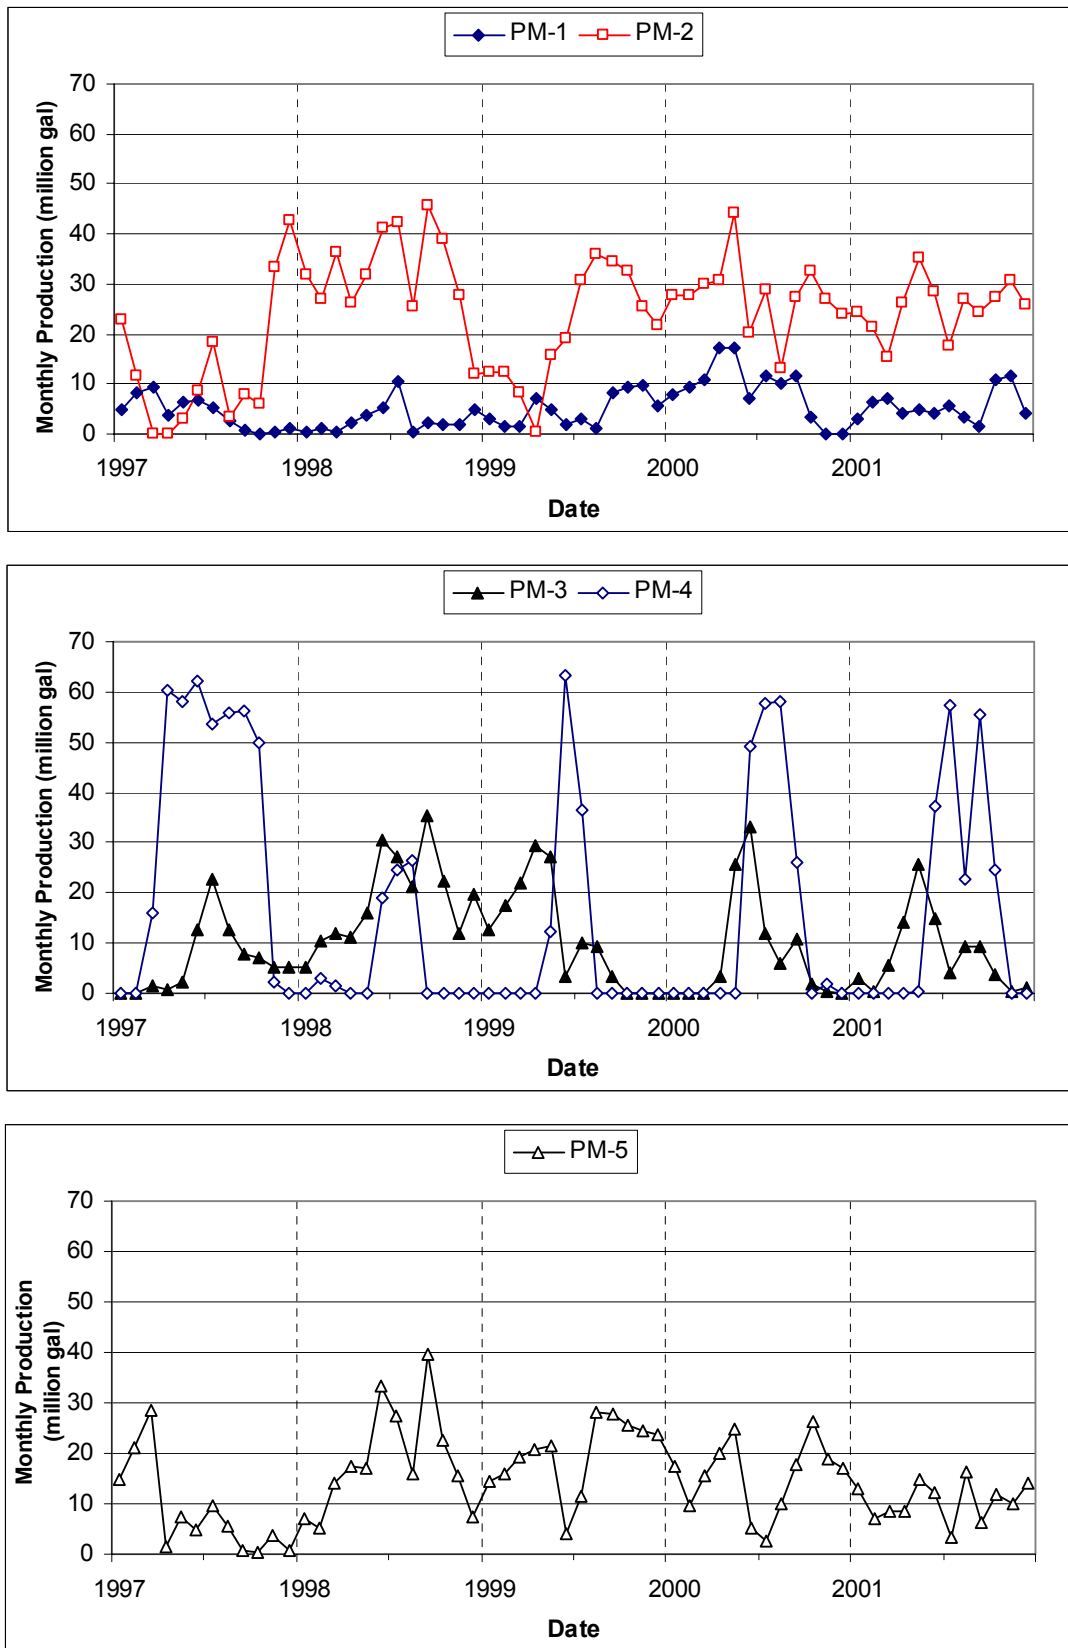 PM-1 PM-2
Monthly Production (million gal)
70
60
50
40
30
20
10
0
1997 1998 1999 2000 2001
Date
PM-3 PM-4
Monthly Production (million gal)
70
60
50
40
30
20
10
0
1997 1998 1999 2000 2001
Date
PM-5
Monthly Production
(million gal)
70
60
50
40
30
20
10
0
1997 1998 1999 2000 2001
Date